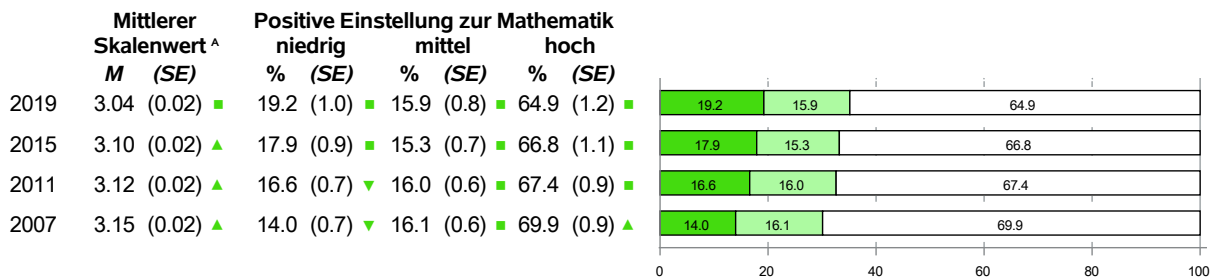 Mittlerer Positive Einstellung zur Mathematik
Skalenwert A niedrig mittel hoch
M (SE) % (SE) % (SE) % (SE)
2019 3.04 (0.02) ■ 19.2 (1.0) ■ 15.9 (0.8) ■ 64.9 (1.2) ■ 19.2 15.9 64.9
2015 3.10 (0.02) ▲ 17.9 (0.9) ■ 15.3 (0.7) ■ 66.8 (1.1) ■ 17.9 15.3 66.8
2011 3.12 (0.02) ▲ 16.6 (0.7) ▼ 16.0 (0.6) ■ 67.4 (0.9) ■ 16.6 16.0 67.4
2007 3.15 (0.02) ▲ 14.0 (0.7) ▼ 16.1 (0.6) ■ 69.9 (0.9) ▲ 14.0 16.1 69.9
0 20 40 60 80 100